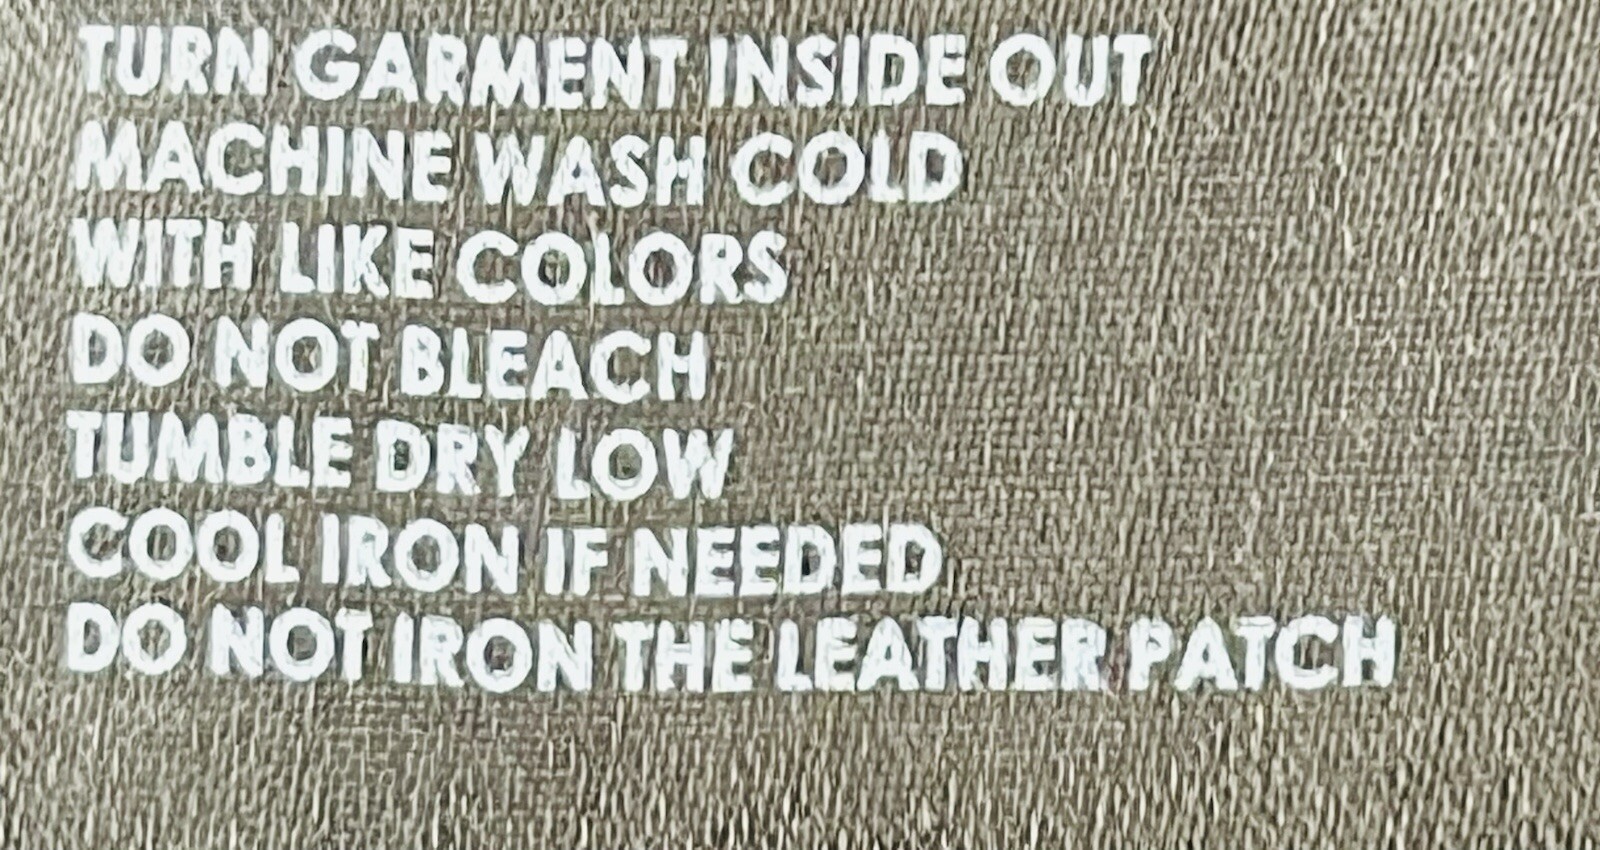 TURN GARMENT INSIDE OUT
MACHINE WASH COLD
WITH LIKE COLORS
DO NOT BLEACH
TUMBLE DRY LOW
COOL IRON IF NEEDED
DO NOT IRON THE LEATHER PATCH